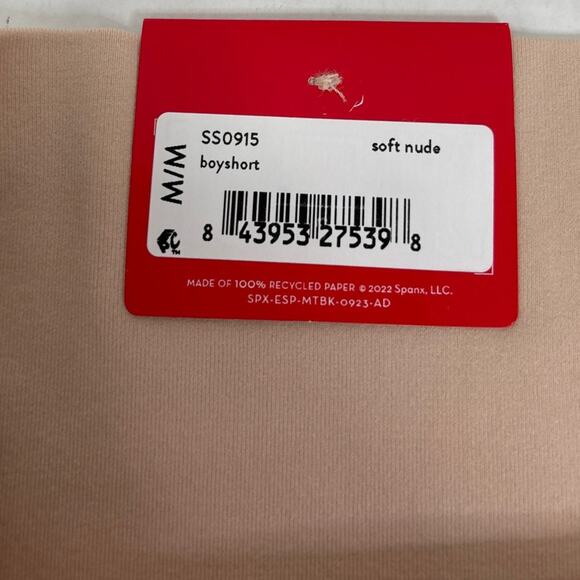 SS0915
soft nude
boyshort
M/M
8 43953 27539 8
TM
MADE OF 100% RECYCLED PAPER © 2022 Spanx, LLC.
SPX-ESP-MTBK-0923-AD